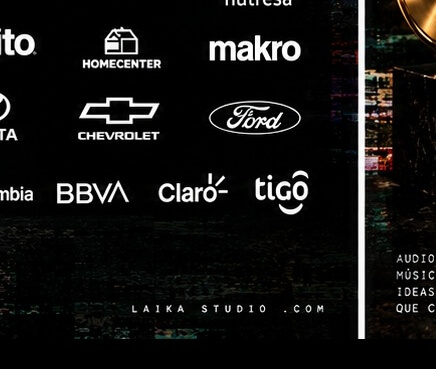 nutresa
ito
HOMECENTER
makro
TA
CHEVROLET
Ford
mbia
BBVA
Claro
tigo
LAIKA STUDIO .COM
AUDIO
MÚSIC
IDEAS
QUE C